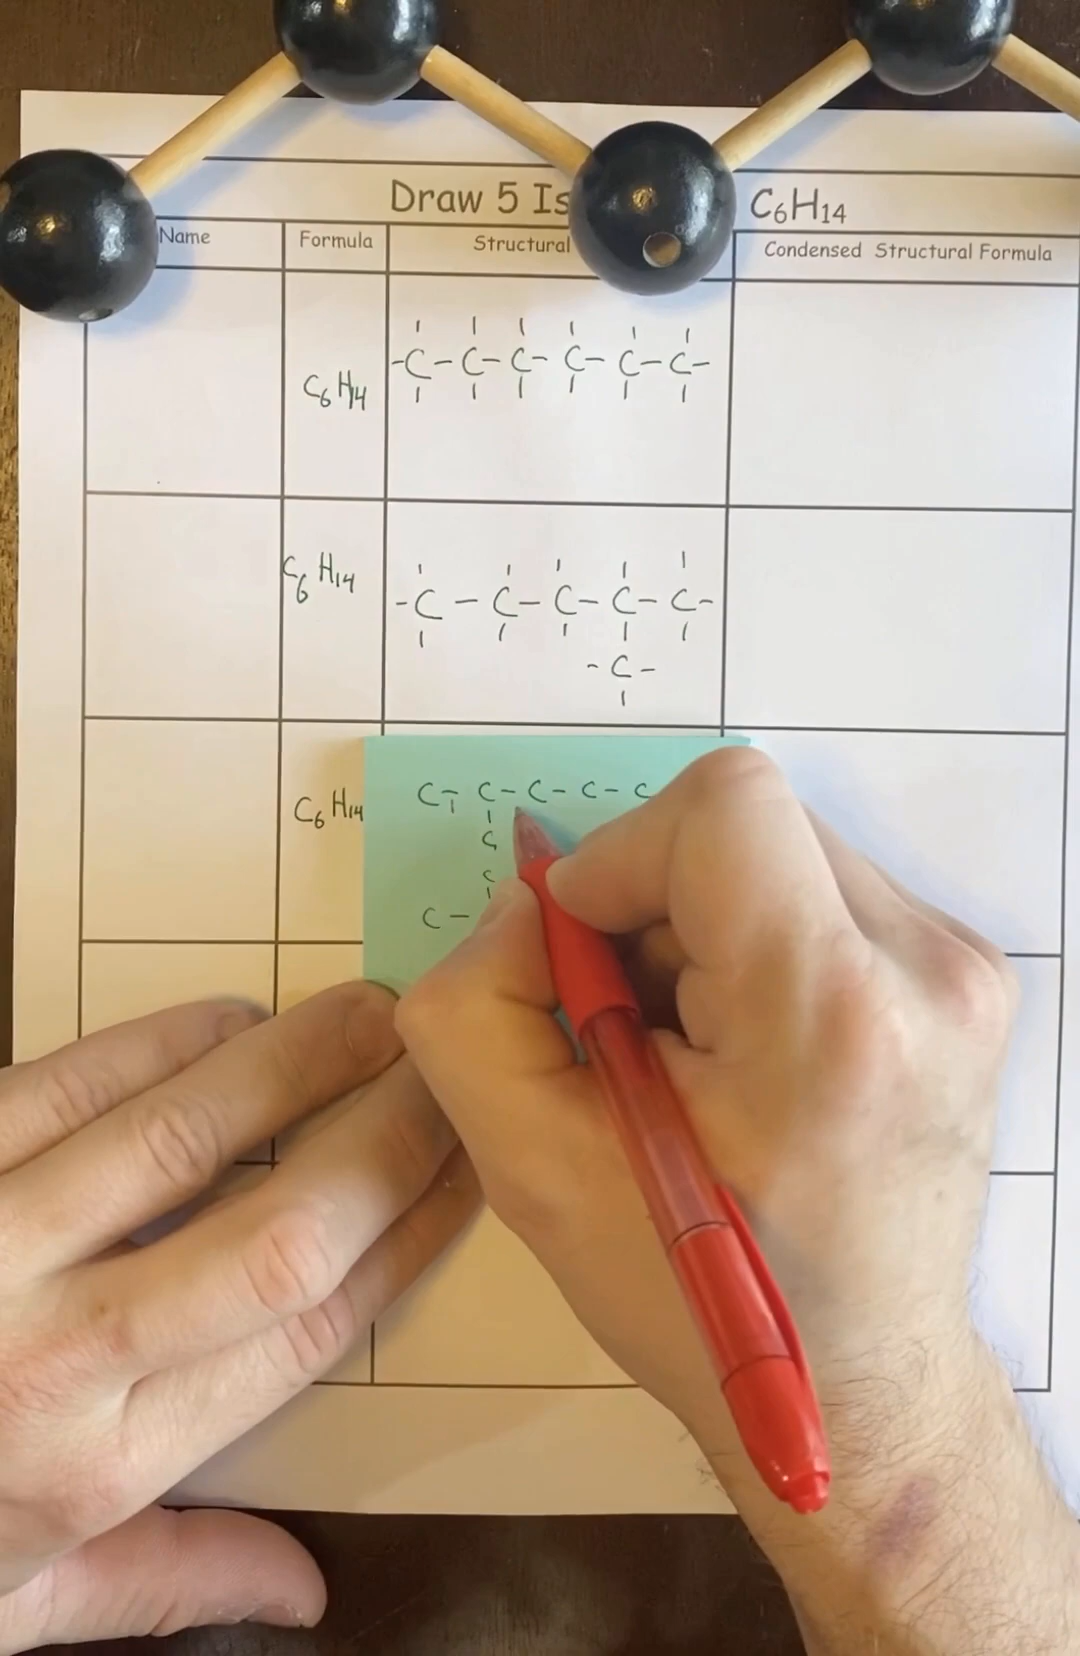 Draw 5 Is
C6H14
Name
Formula
Structural
Condensed Structural Formula
C6H14
-C-C-C-C-C-C-
C6H14
-C-C-C-C-C-
-C-
C6H14
C-C-C-C-C
C
C
C-